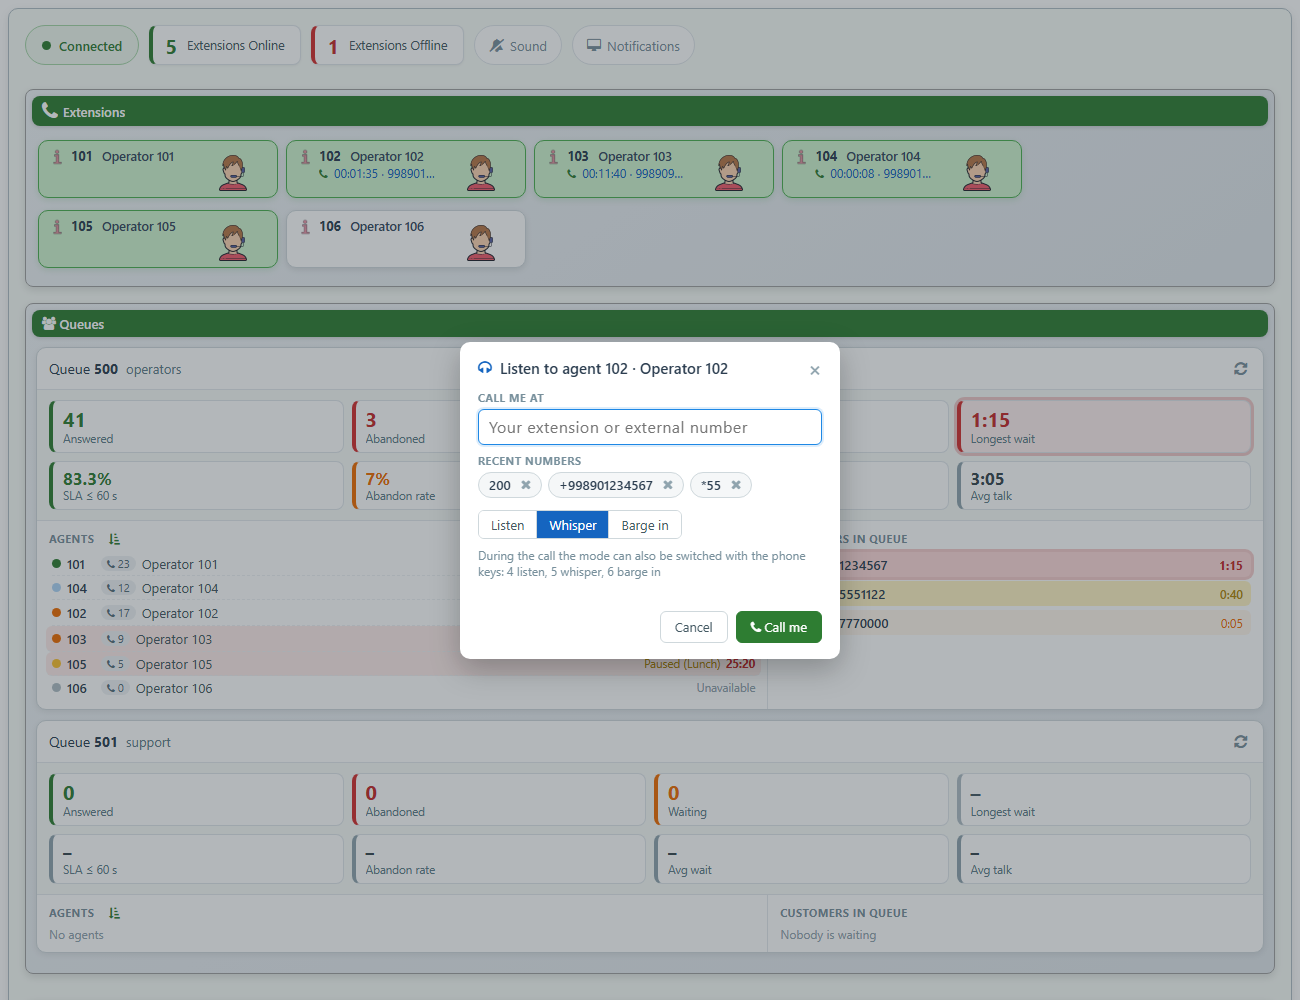 Connected
5 Extensions Online
1 Extensions Offline
Sound
Notifications
Extensions
101 Operator 101
102 Operator 102
00:01:35 · 998901...
103 Operator 103
00:11:40 · 998909...
104 Operator 104
00:00:08 · 998901...
105 Operator 105
106 Operator 106
Queues
Queue 500 operators
41
Answered
3
Abandoned
1:15
Longest wait
83.3%
SLA ≤ 60 s
7%
Abandon rate
3:05
Avg talk
AGENTS
101 23 Operator 101
104 12 Operator 104
102 17 Operator 102
103 9 Operator 103
105 5 Operator 105
Paused (Lunch) 25:20
106 0 Operator 106
Unavailable
RS IN QUEUE
1234567 1:15
5551122 0:40
7770000 0:05
Listen to agent 102 · Operator 102
×
CALL ME AT
Your extension or external number
RECENT NUMBERS
200 ✖
+998901234567 ✖
*55 ✖
Listen
Whisper
Barge in
During the call the mode can also be switched with the phone
keys: 4 listen, 5 whisper, 6 barge in
Cancel
Call me
Queue 501 support
0
Answered
0
Abandoned
0
Waiting
–
Longest wait
–
SLA ≤ 60 s
–
Abandon rate
–
Avg wait
–
Avg talk
AGENTS
No agents
CUSTOMERS IN QUEUE
Nobody is waiting